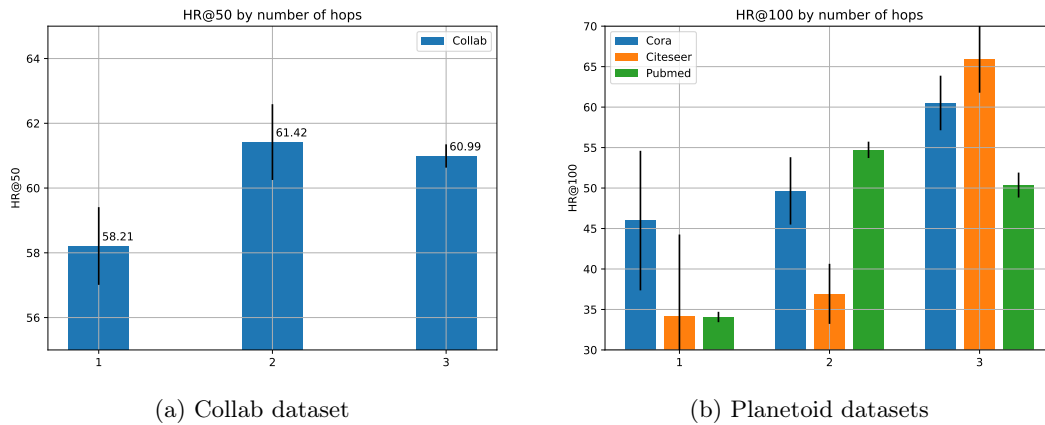 HR@50 by number of hops
Collab
64
62
60
58
56
HR@50
58.21
61.42
60.99
1
2
3
(a) Collab dataset
HR@100 by number of hops
Cora
Citeseer
Pubmed
70
65
60
55
50
45
40
35
30
HR@100
1
2
3
(b) Planetoid datasets